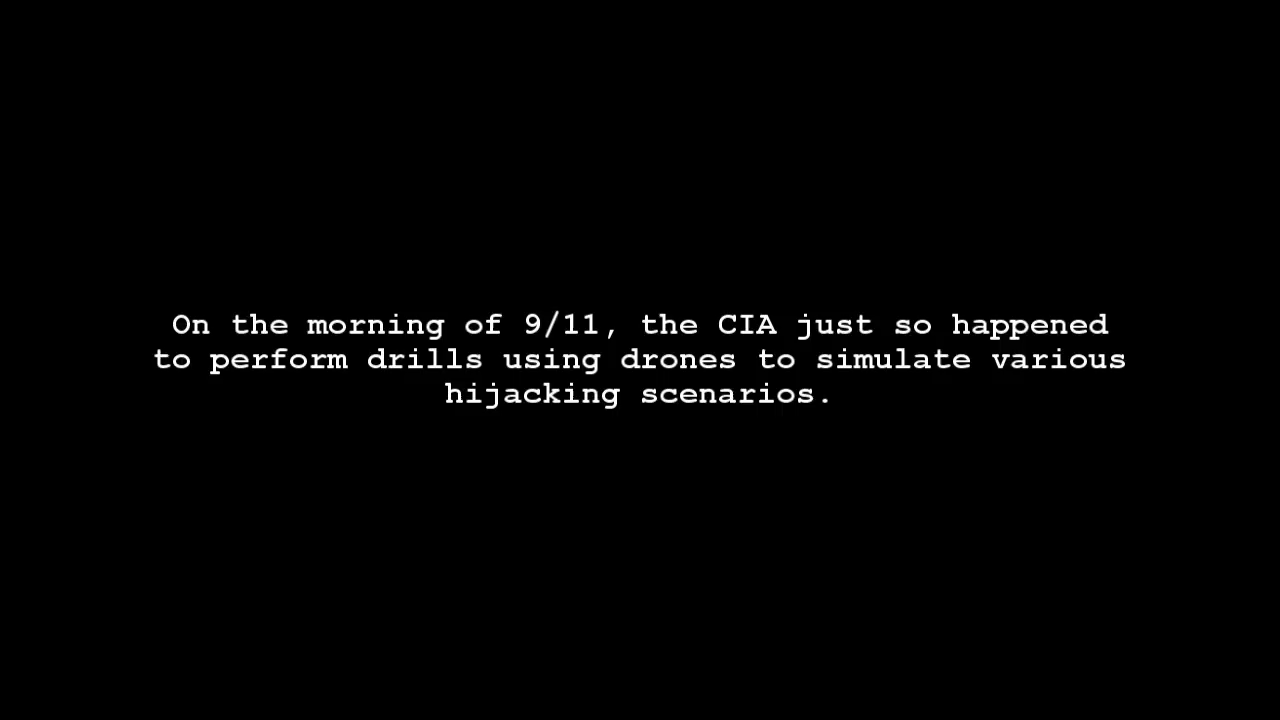 On the morning of 9/11, the CIA just so happened
to perform drills using drones to simulate various
hijacking scenarios.